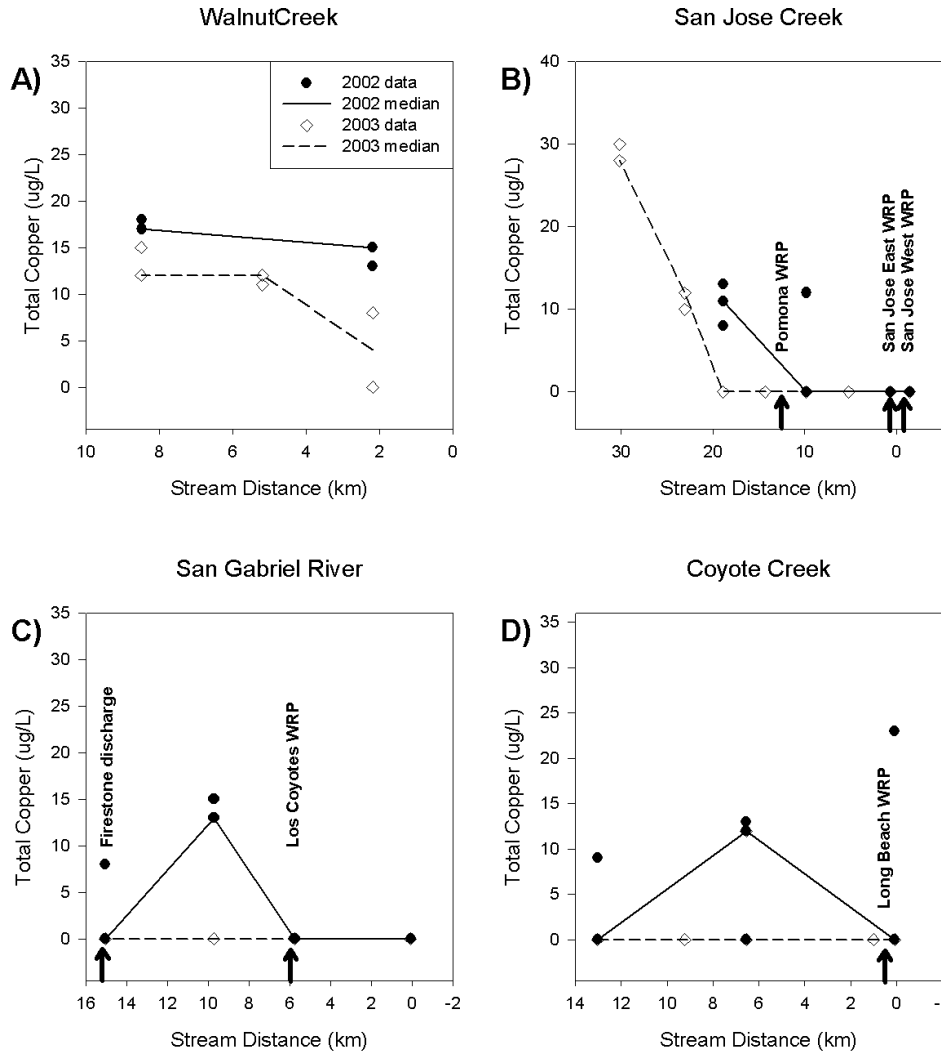 WalnutCreek
A)
35
30
25
20
15
10
5
0
Total Copper (ug/L)
2002 data
2002 median
2003 data
2003 median
10 8 6 4 2 0
Stream Distance (km)
San Jose Creek
B)
40
30
20
10
0
Total Copper (ug/L)
Pomona WRP
San Jose East WRP
San Jose West WRP
30 20 10 0
Stream Distance (km)
San Gabriel River
C)
35
30
25
20
15
10
5
0
Total Copper (ug/L)
Firestone discharge
Los Coyotes WRP
16 14 12 10 8 6 4 2 0 -2
Stream Distance (km)
Coyote Creek
D)
35
30
25
20
15
10
5
0
Total Copper (ug/L)
Long Beach WRP
14 12 10 8 6 4 2 0 -
Stream Distance (km)